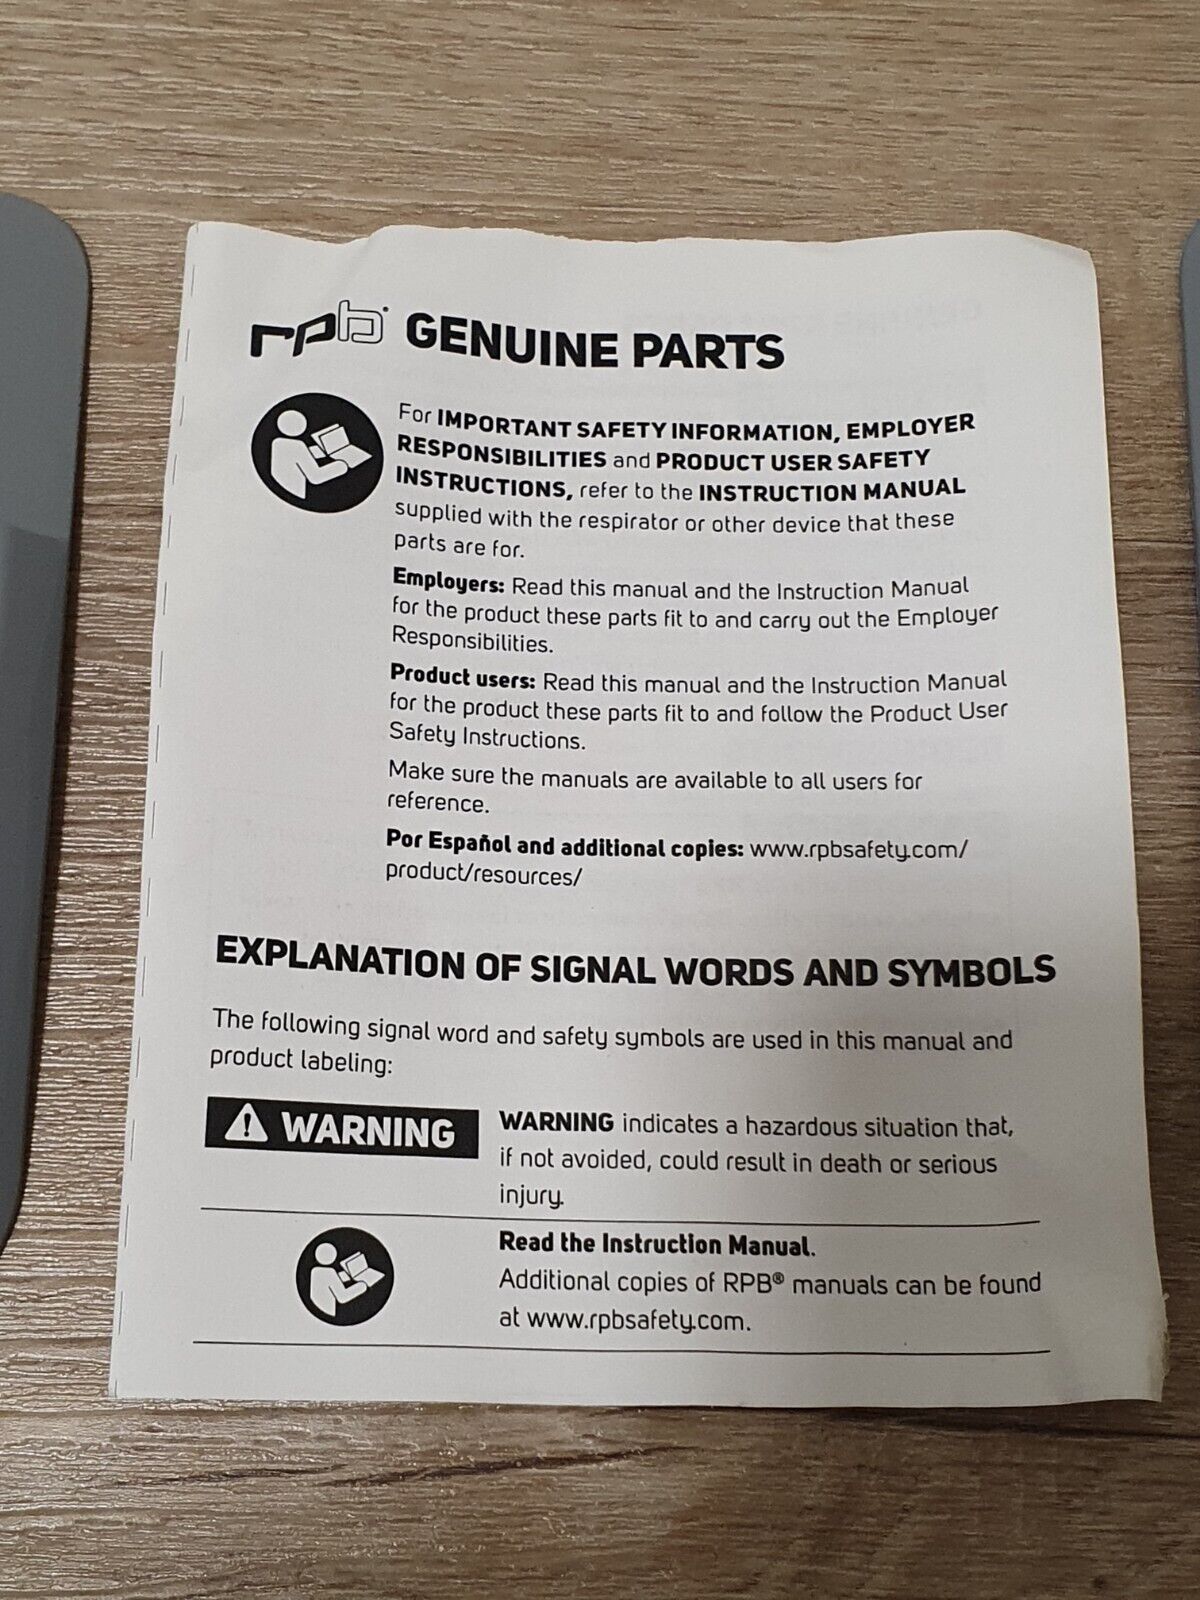 rpb® GENUINE PARTS
For IMPORTANT SAFETY INFORMATION, EMPLOYER
RESPONSIBILITIES and PRODUCT USER SAFETY
INSTRUCTIONS, refer to the INSTRUCTION MANUAL
supplied with the respirator or other device that these
parts are for.
Employers: Read this manual and the Instruction Manual
for the product these parts fit to and carry out the Employer
Responsibilities.
Product users: Read this manual and the Instruction Manual
for the product these parts fit to and follow the Product User
Safety Instructions.
Make sure the manuals are available to all users for
reference.
Por Español and additional copies: www.rpbsafety.com/
product/resources/
EXPLANATION OF SIGNAL WORDS AND SYMBOLS
The following signal word and safety symbols are used in this manual and
product labeling:
WARNING
WARNING indicates a hazardous situation that,
if not avoided, could result in death or serious
injury.
Read the Instruction Manual.
Additional copies of RPB® manuals can be found
at www.rpbsafety.com.